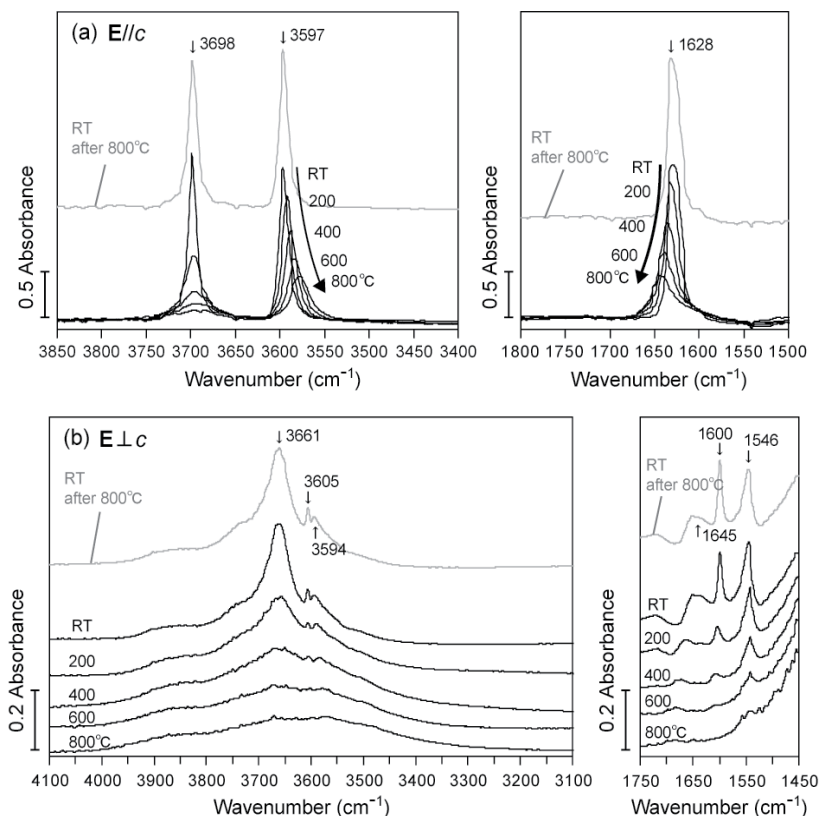 (a) E//c
↓3698
↓3597
RT
after 800°C
RT
200
400
600
800°C
0.5 Absorbance
3850 3800 3750 3700 3650 3600 3550 3500 3450 3400
Wavenumber (cm⁻¹)
↓1628
RT
after 800°C
RT
200
400
600
800°C
0.5 Absorbance
1800 1700 1600 1500
Wavenumber (cm⁻¹)
(b) E⊥c
↓3661
3605
↓
↑
3594
RT
after 800°C
RT
200
400
600
800°C
0.2 Absorbance
4100 4000 3900 3800 3700 3600 3500 3400 3300 3200 3100
Wavenumber (cm⁻¹)
1600
↓
1546
↓
RT
after 800°C
↑
1645
RT
200
400
600
800°C
0.2 Absorbance
1750 1650 1550 1450
Wavenumber (cm⁻¹)